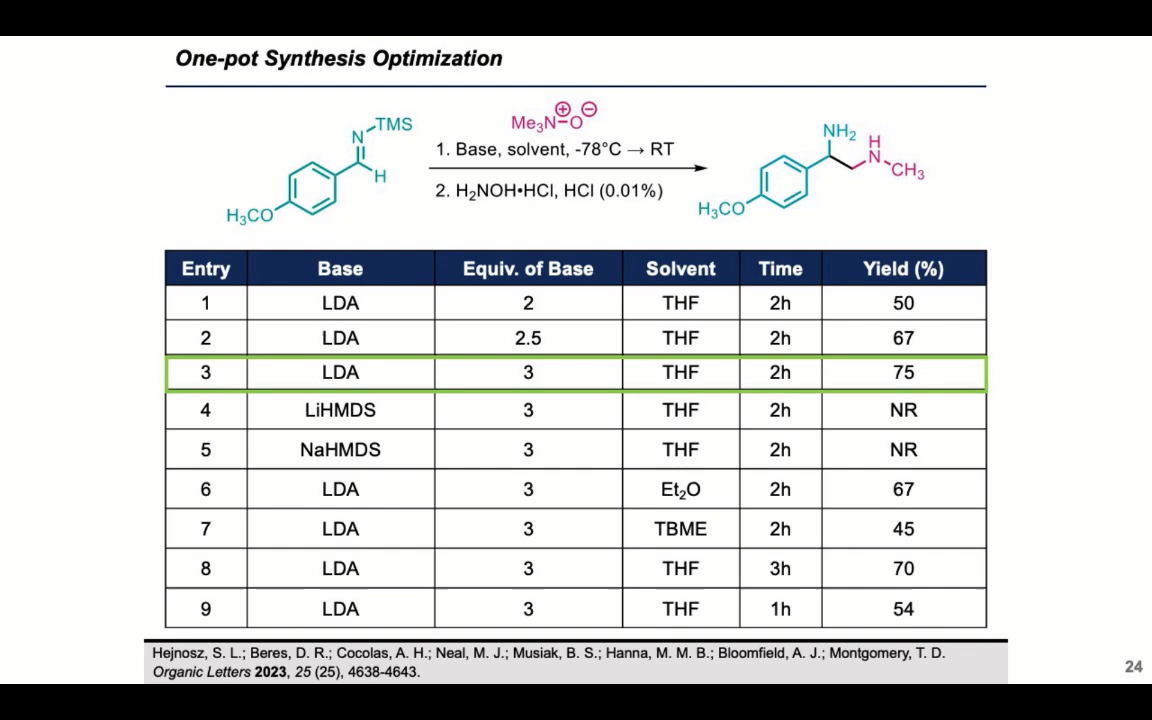 One-pot Synthesis Optimization
Me₃N–O ⊕ ⊖
N TMS
H
H₃CO
1. Base, solvent, -78°C → RT
2. H₂NOH•HCl, HCl (0.01%)
NH₂
H
N
CH₃
H₃CO
Entry Base Equiv. of Base Solvent Time Yield (%)
1 LDA 2 THF 2h 50
2 LDA 2.5 THF 2h 67
3 LDA 3 THF 2h 75
4 LiHMDS 3 THF 2h NR
5 NaHMDS 3 THF 2h NR
6 LDA 3 Et₂O 2h 67
7 LDA 3 TBME 2h 45
8 LDA 3 THF 3h 70
9 LDA 3 THF 1h 54
Hejnosz, S. L.; Beres, D. R.; Cocolas, A. H.; Neal, M. J.; Musiak, B. S.; Hanna, M. M. B.; Bloomfield, A. J.; Montgomery, T. D.
Organic Letters 2023, 25 (25), 4638-4643.
24